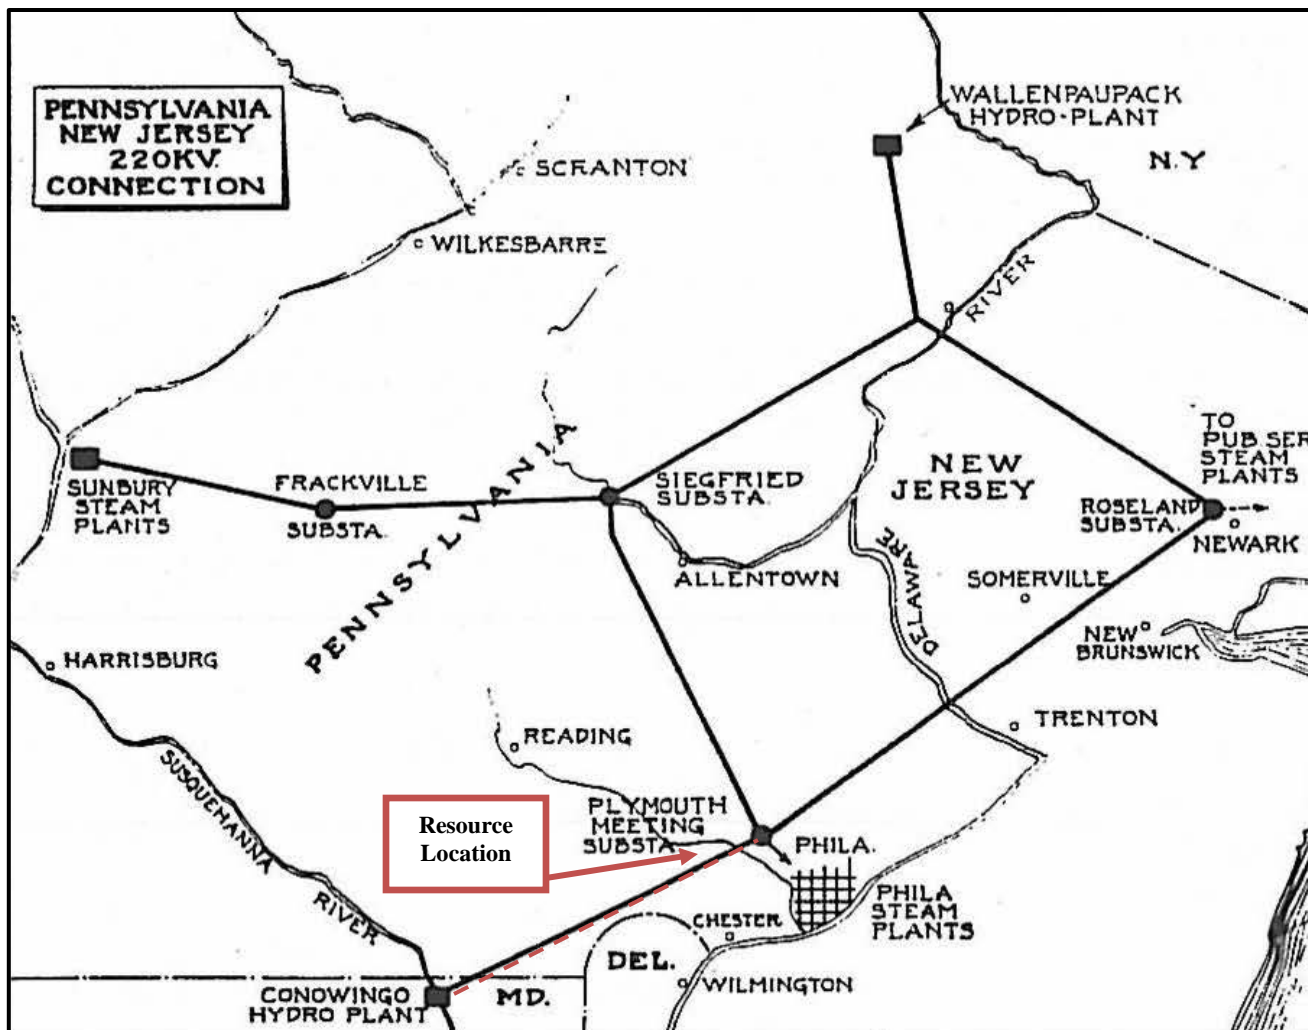 PENNSYLVANIA
NEW JERSEY
220KV.
CONNECTION
WALLENPAUPACK
HYDRO-PLANT
N.Y
SCRANTON
WILKESBARRE
RIVER
TO
PUB.SER
STEAM
PLANTS
SUNBURY
STEAM
PLANTS
FRACKVILLE
SUBSTA.
PENNSYLVANIA
SIEGFRIED
SUBSTA.
NEW
JERSEY
ROSELAND
SUBSTA.
NEWARK
ALLENTOWN
DELAWARE
SOMERVILLE
NEW
BRUNSWICK
HARRISBURG
TRENTON
READING
SUSQUEHANNA
RIVER
Resource
Location
PLYMOUTH
MEETING
SUBSTA
PHILA.
PHILA
STEAM
PLANTS
CHESTER
DEL.
WILMINGTON
CONOWINGO
HYDRO PLANT
MD.